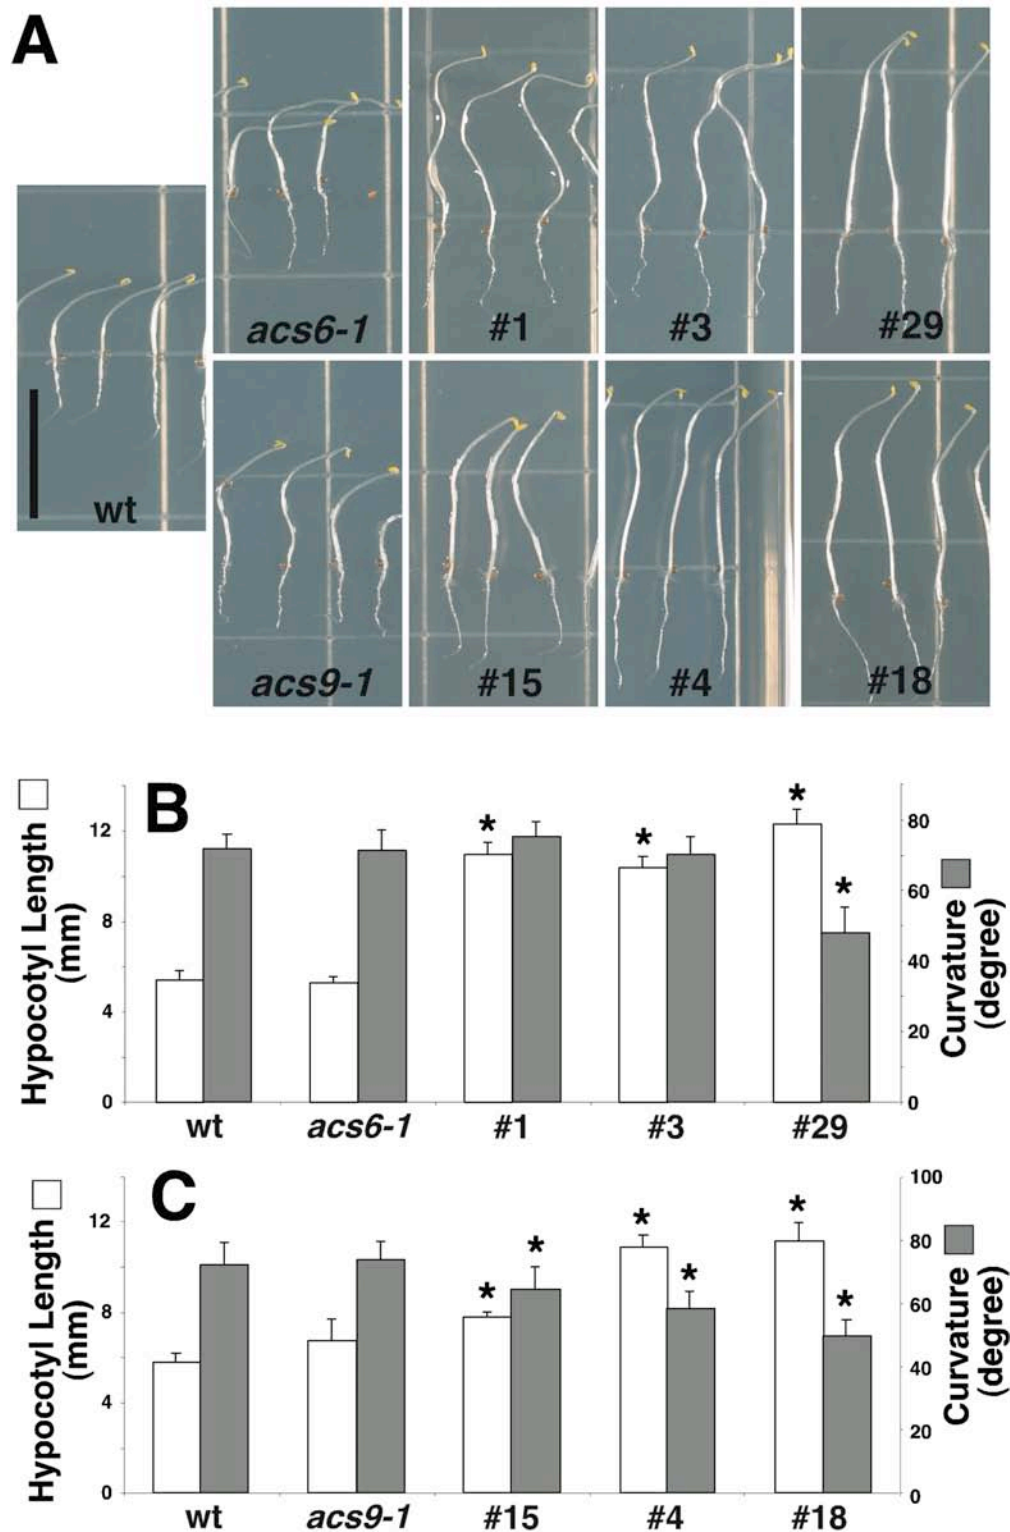 A
acs6-1
#1
#3
#29
wt
acs9-1
#15
#4
#18
B
Hypocotyl Length
(mm)
12
8
4
0
* * * *
80
60
40
20
0
Curvature
(degree)
wt acs6-1 #1 #3 #29
C
Hypocotyl Length
(mm)
12
8
4
0
* * * * * *
100
80
60
40
20
0
Curvature
(degree)
wt acs9-1 #15 #4 #18